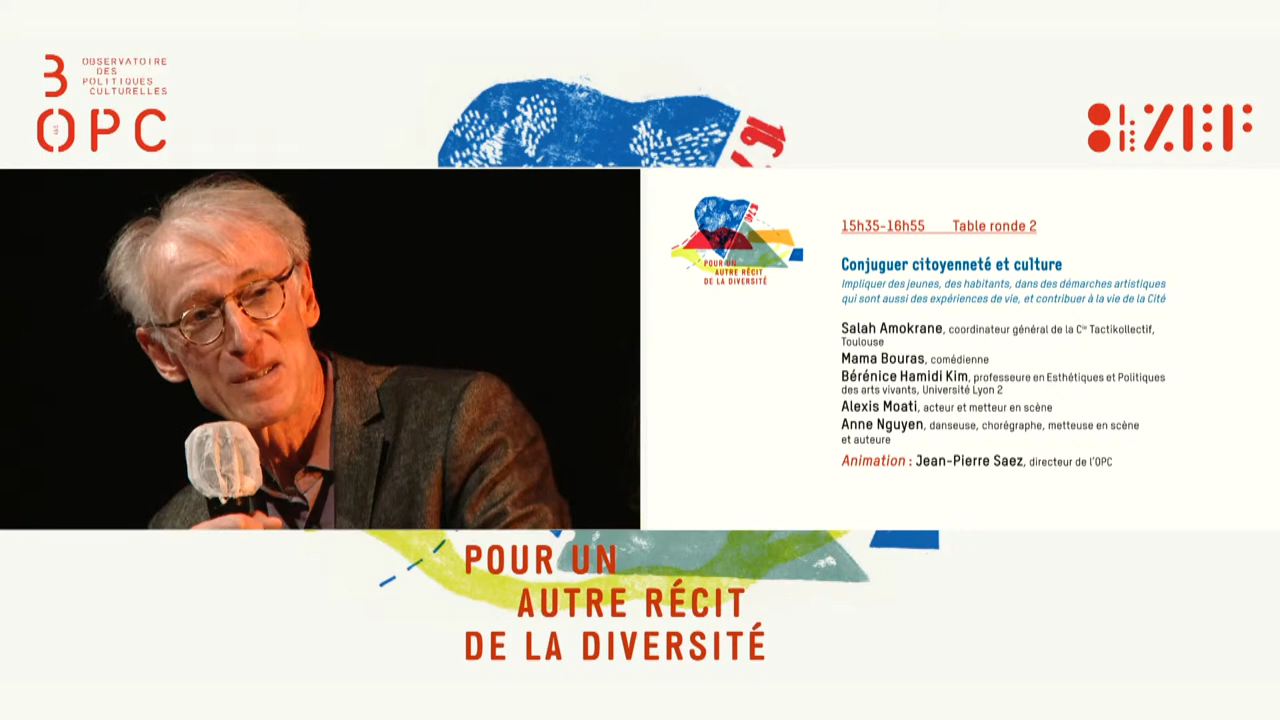 OBSERVATOIRE
DES
POLITIQUES
CULTURELLES
OPC
16.
ZEF
15h35-16h55 Table ronde 2
Conjuguer citoyenneté et culture
Impliquer des jeunes, des habitants, dans des démarches artistiques
qui sont aussi des expériences de vie, et contribuer à la vie de la Cité
Salah Amokrane, coordinateur général de la Cie Tactikollectif,
Toulouse
Mama Bouras, comédienne
Bérénice Hamidi Kim, professeure en Esthétiques et Politiques
des arts vivants, Université Lyon 2
Alexis Moati, acteur et metteur en scène
Anne Nguyen, danseuse, chorégraphe, metteuse en scène
et auteure
Animation : Jean-Pierre Saez, directeur de l'OPC
POUR UN
AUTRE RÉCIT
DE LA DIVERSITÉ
POUR UN
AUTRE RÉCIT
DE LA DIVERSITÉ